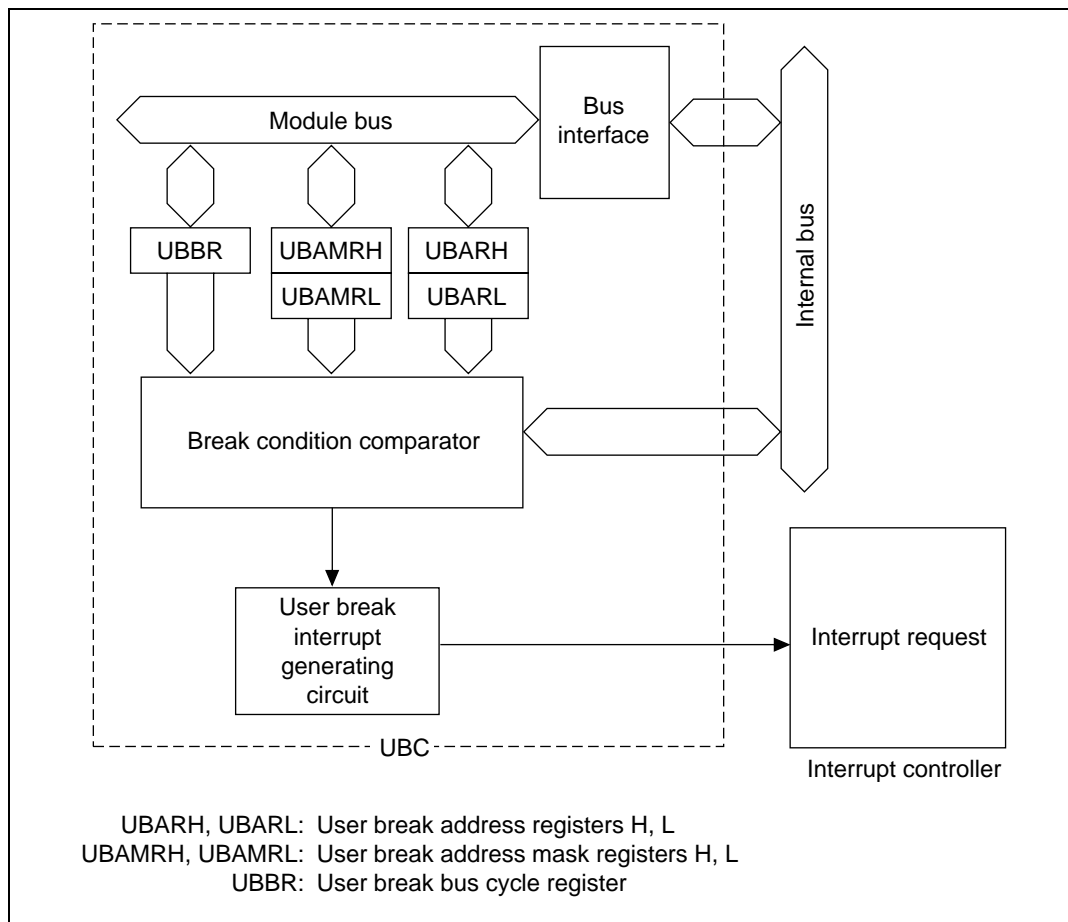 Module bus
Bus
interface
UBBR
UBAMRH
UBARH
UBAMRL
UBARL
Internal bus
Break condition comparator
User break
interrupt
generating
circuit
Interrupt request
UBC
Interrupt controller
UBARH, UBARL: User break address registers H, L
UBAMRH, UBAMRL: User break address mask registers H, L
UBBR: User break bus cycle register